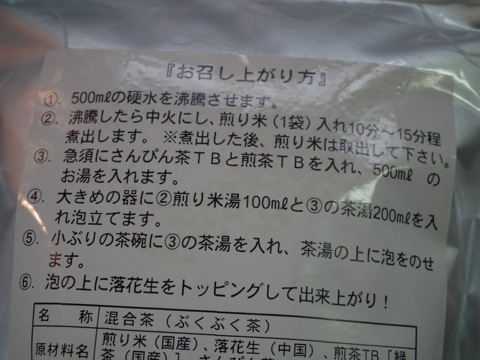 『お召し上がり方』
①. 500㎖の硬水を沸騰させます。
②. 沸騰したら中火にし、煎り米(1袋)入れ10分～15分程
煮出します。 ※煮出した後、煎り米は取出して下さい。
③. 急須にさんぴん茶ＴＢと煎茶ＴＢを入れ、500㎖ の
お湯を入れます。
④. 大きめの器に②煎り米湯100㎖と③の茶湯200㎖を入
れ泡立てます。
⑤. 小ぶりの茶碗に③の茶湯を入れ、茶湯の上に泡をのせ
ます。
⑥. 泡の上に落花生をトッピングして出来上がり！
名 称 混合茶（ぶくぶく茶）
原材料名 煎り米（国産）、落花生（中国）、煎茶TB［緑
茶（国産）］、さんぴん茶